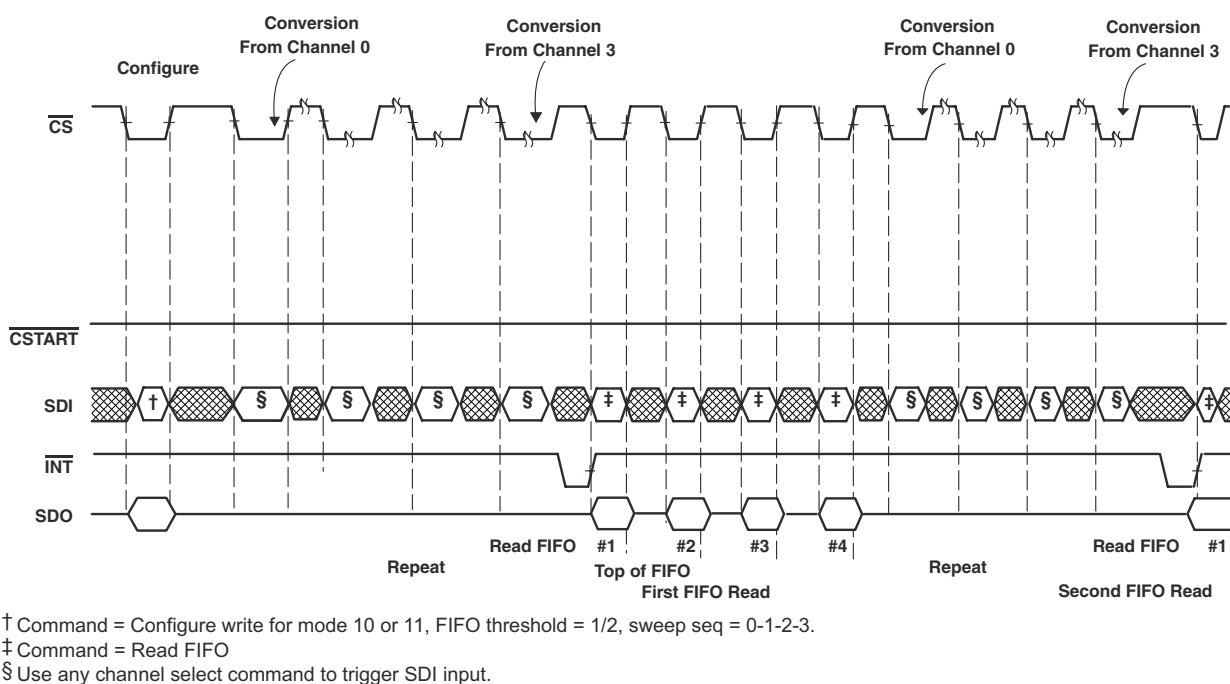 Conversion
From Channel 0
Conversion
From Channel 3
Conversion
From Channel 0
Conversion
From Channel 3
Configure
CS
CSTART
SDI
† § § § § ‡ ‡ ‡ ‡ § § § § ‡
INT
SDO
Read FIFO #1 #2 #3 #4 Read FIFO #1
Repeat Top of FIFO Repeat
First FIFO Read Second FIFO Read
† Command = Configure write for mode 10 or 11, FIFO threshold = 1/2, sweep seq = 0-1-2-3.
‡ Command = Read FIFO
§ Use any channel select command to trigger SDI input.